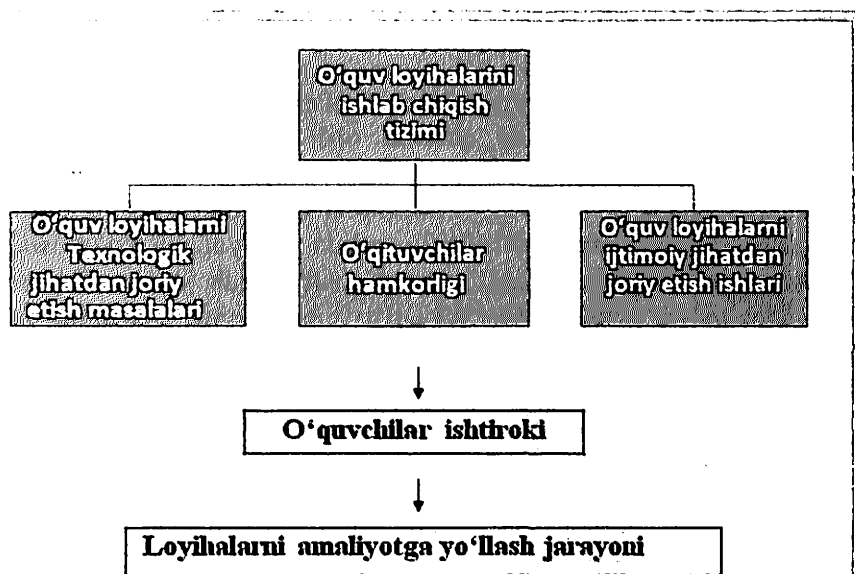 O‘quv loyihalarini
ishlab chiqish
tizimi
O‘quv loyihalarni
Texnologik
jihatdan joriy
etish masalalari
O‘qituvchilar
hamkorligi
O‘quv loyihalarni
ijtimoiy jihatdan
joriy etish ishlari
O‘quvchilar ishtiroki
Loyihalarni amaliyotga yo‘llash jarayoni